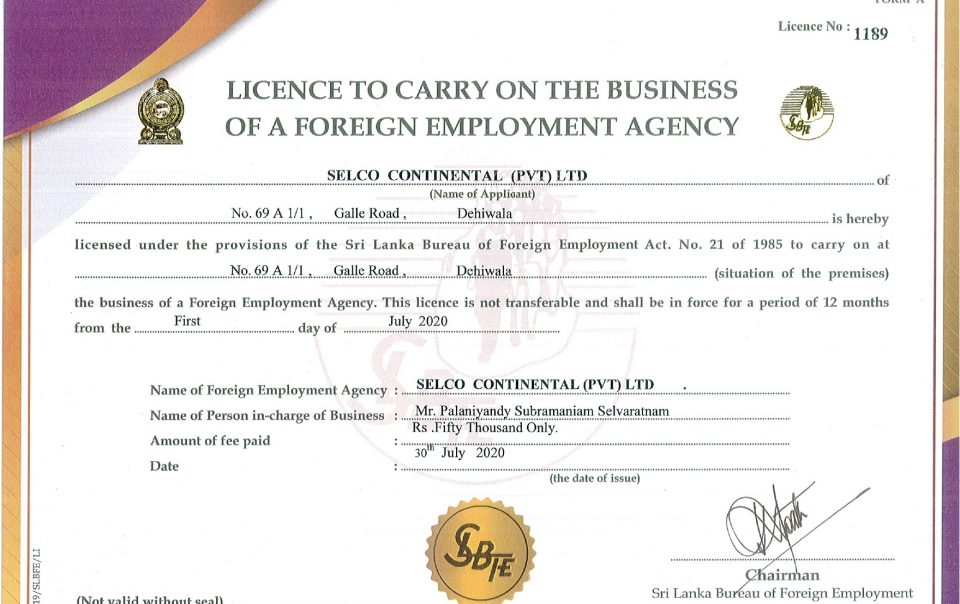 FORM A
Licence No : 1189
LICENCE TO CARRY ON THE BUSINESS
OF A FOREIGN EMPLOYMENT AGENCY
SLBFE
SELCO CONTINENTAL (PVT) LTD of
(Name of Applicant)
No. 69 A 1/1 , Galle Road , Dehiwala is hereby
licensed under the provisions of the Sri Lanka Bureau of Foreign Employment Act. No. 21 of 1985 to carry on at
No. 69 A 1/1 , Galle Road , Dehiwala (situation of the premises)
the business of a Foreign Employment Agency. This licence is not transferable and shall be in force for a period of 12 months
from the First day of July 2020
Name of Foreign Employment Agency : SELCO CONTINENTAL (PVT) LTD .
Name of Person in-charge of Business : Mr. Palaniyandy Subramaniam Selvaratnam
Amount of fee paid : Rs .Fifty Thousand Only.
Date : 30th July 2020
(the date of issue)
SLBFE
Chairman
Sri Lanka Bureau of Foreign Employment
(Not valid without seal)
19/SLBFE/LI